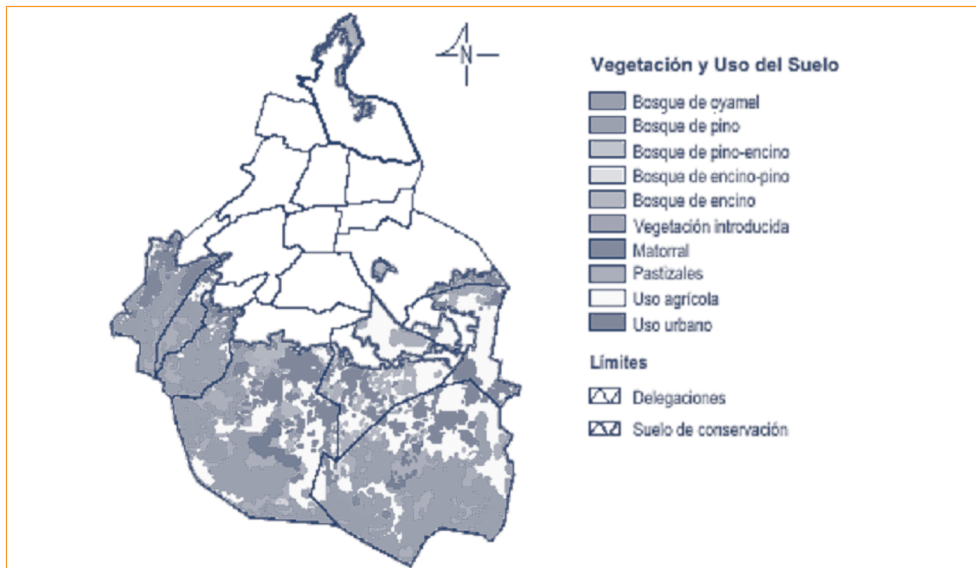 N
Vegetación y Uso del Suelo
Bosque de oyamel
Bosque de pino
Bosque de pino-encino
Bosque de encino-pino
Bosque de encino
Vegetación introducida
Matorral
Pastizales
Uso agrícola
Uso urbano
Límites
Delegaciones
Suelo de conservación